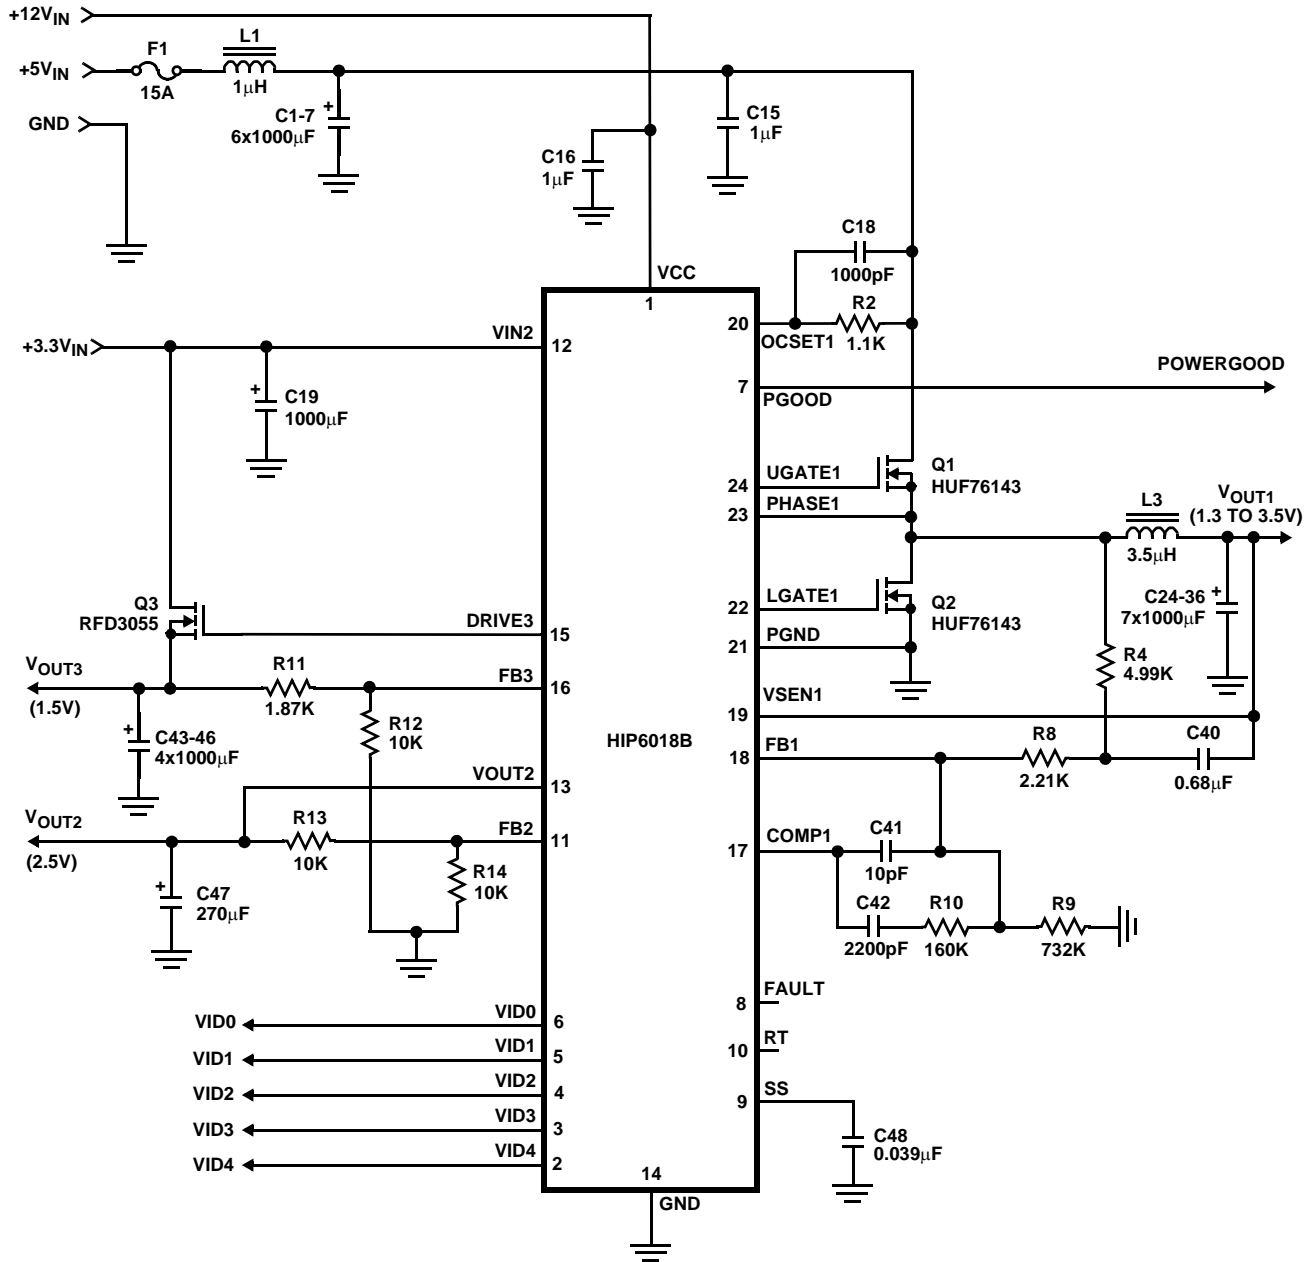 +12VIN
F1
L1
+5VIN
15A
1μH
GND
+
C1-7
6x1000μF
C15
1μF
C16
1μF
C18
1000pF
VCC
1
R2
20
OCSET1
1.1K
VIN2
+3.3VIN
12
POWERGOOD
7
PGOOD
+
C19
1000μF
Q1
HUF76143
UGATE1
24
PHASE1
23
L3
VOUT1
(1.3 TO 3.5V)
3.5μH
Q3
RFD3055
DRIVE3
15
LGATE1
22
Q2
HUF76143
PGND
21
C24-36
+
7x1000μF
R4
4.99K
VOUT3
(1.5V)
R11
1.87K
FB3
16
VSEN1
19
+
C43-46
4x1000μF
R12
10K
HIP6018B
FB1
18
R8
2.21K
C40
0.68μF
VOUT2
13
VOUT2
(2.5V)
R13
10K
FB2
11
COMP1
17
C41
10pF
+
C47
270μF
R14
10K
C42
2200pF
R10
160K
R9
732K
FAULT
8
RT
10
SS
9
C48
0.039μF
VID0
VID0
6
VID1
VID1
5
VID2
VID2
4
VID3
VID3
3
VID4
VID4
2
14
GND